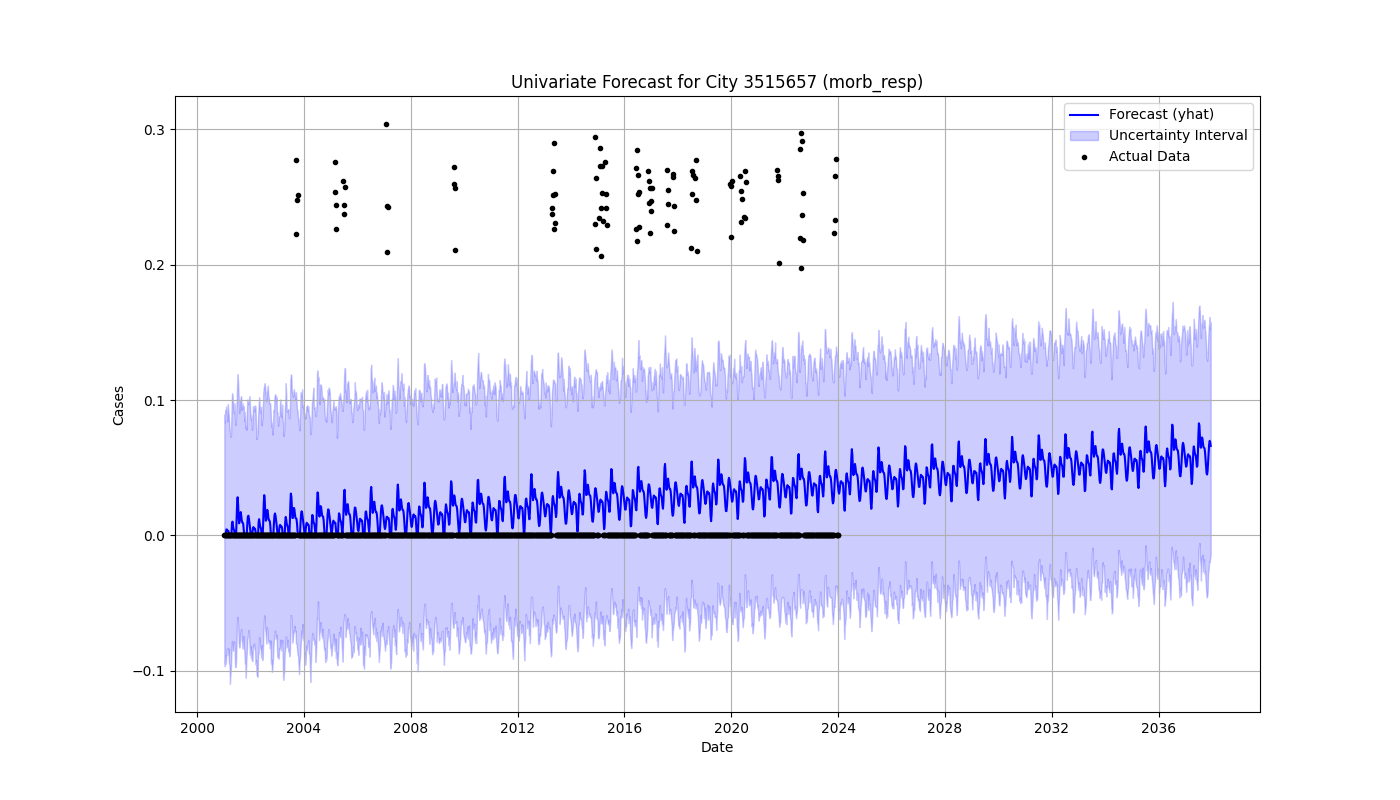 Univariate Forecast for City 3515657 (morb_resp)
Forecast (yhat)
Uncertainty Interval
Actual Data
Cases
0.3
0.2
0.1
0.0
−0.1
2000 2004 2008 2012 2016 2020 2024 2028 2032 2036
Date